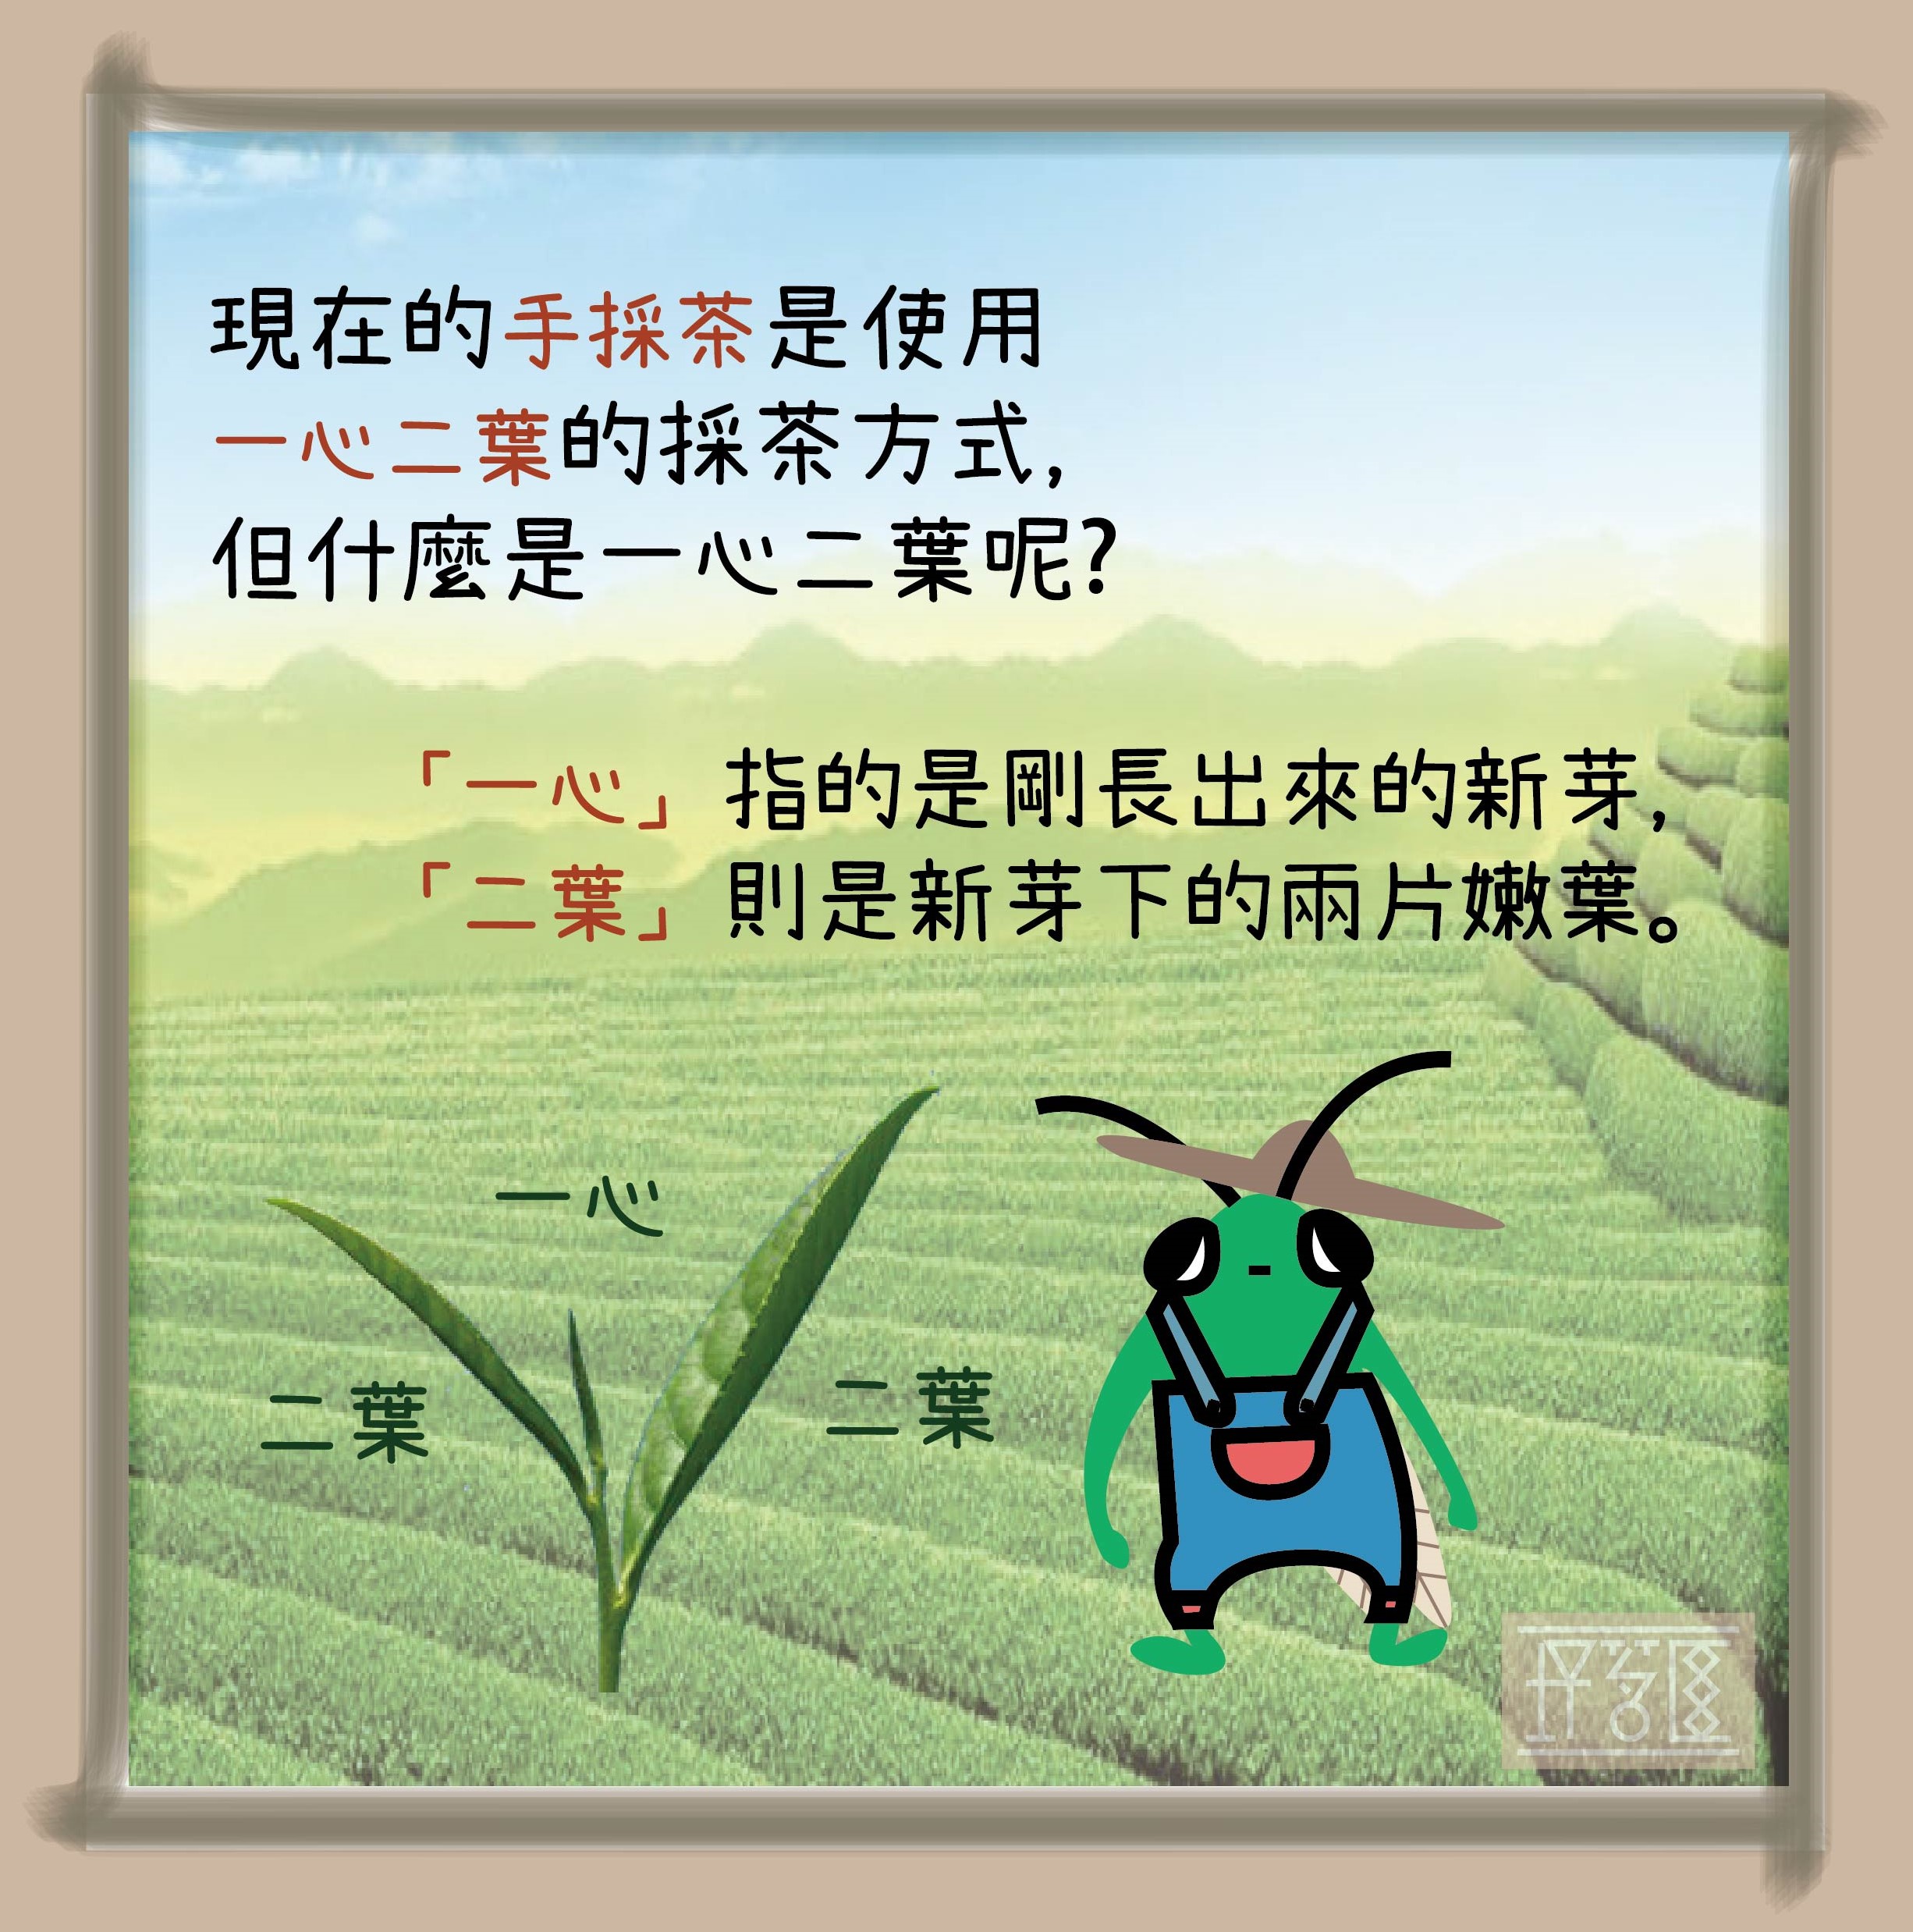 現在的手採茶是使用
一心二葉的採茶方式,
但什麼是一心二葉呢?
「一心」 指的是剛長出來的新芽,
「二葉」 則是新芽下的兩片嫩葉。
一心
二葉
二葉